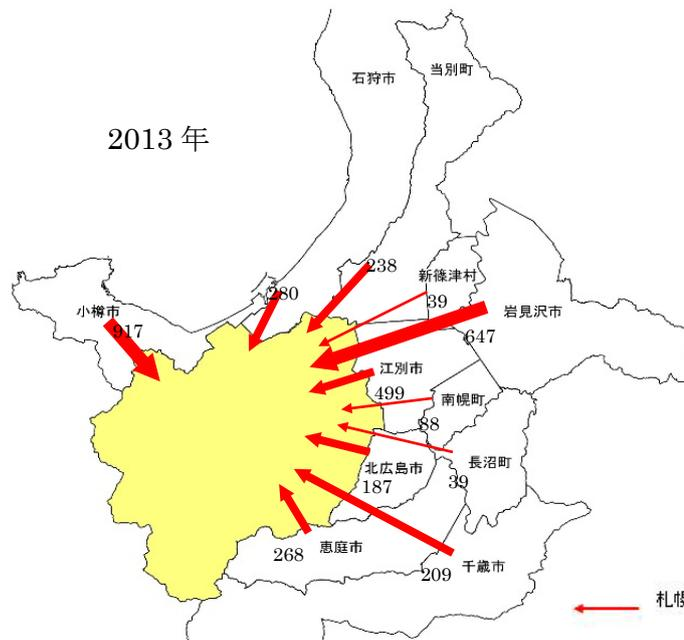 石狩市
当別町
2013 年
238
新篠津村
280
39
小樽市
岩見沢市
917
647
江別市
499
南幌町
88
長沼町
北広島市
187
39
恵庭市
268
千歳市
209
札幌